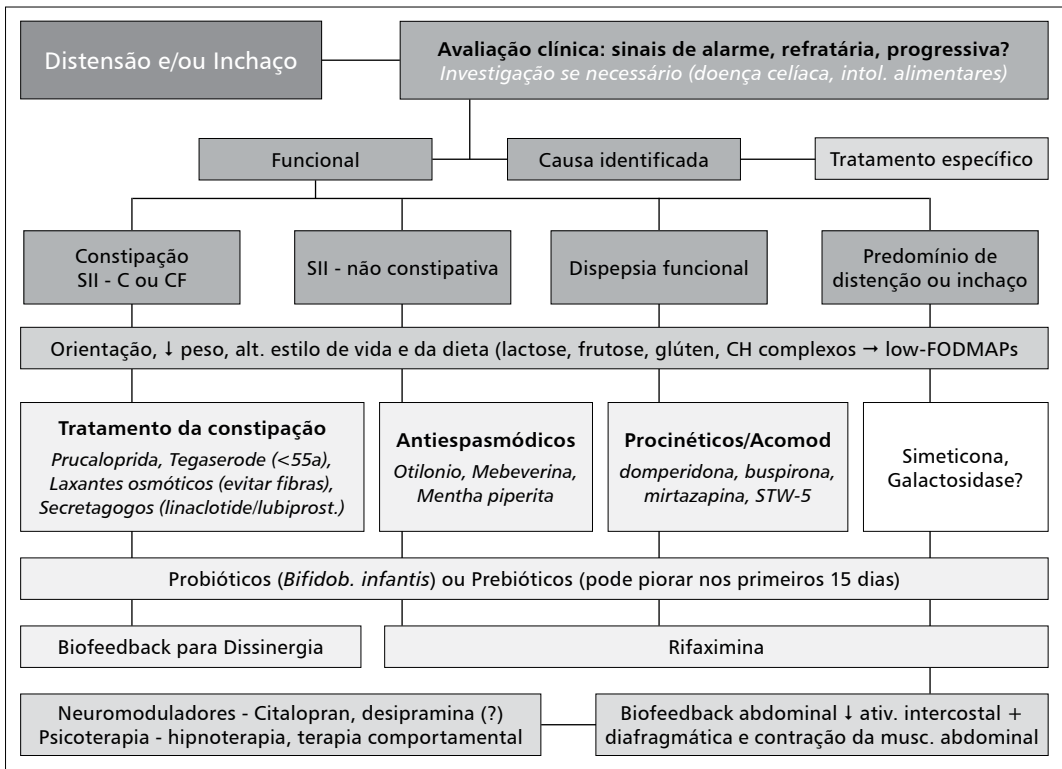 Distensão e/ou Inchaço
Avaliação clínica: sinais de alarme, refratária, progressiva?
Investigação se necessário (doença celíaca, intol. alimentares)
Funcional
Causa identificada
Tratamento específico
Constipação
SII - C ou CF
SII - não constipativa
Dispepsia funcional
Predomínio de
distenção ou inchaço
Orientação, ↓ peso, alt. estilo de vida e da dieta (lactose, frutose, glúten, CH complexos → low-FODMAPs
Tratamento da constipação
Prucaloprida, Tegaserode (<55a),
Laxantes osmóticos (evitar fibras),
Secretagogos (linaclotide/lubiprost.)
Antiespasmódicos
Otilonio, Mebeverina,
Mentha piperita
Procinéticos/Acomod
domperidona, buspirona,
mirtazapina, STW-5
Simeticona,
Galactosidase?
Probióticos (Bifidob. infantis) ou Prebióticos (pode piorar nos primeiros 15 dias)
Biofeedback para Dissinergia
Rifaximina
Neuromoduladores - Citalopran, desipramina (?)
Psicoterapia - hipnoterapia, terapia comportamental
Biofeedback abdominal ↓ ativ. intercostal +
diafragmática e contração da musc. abdominal